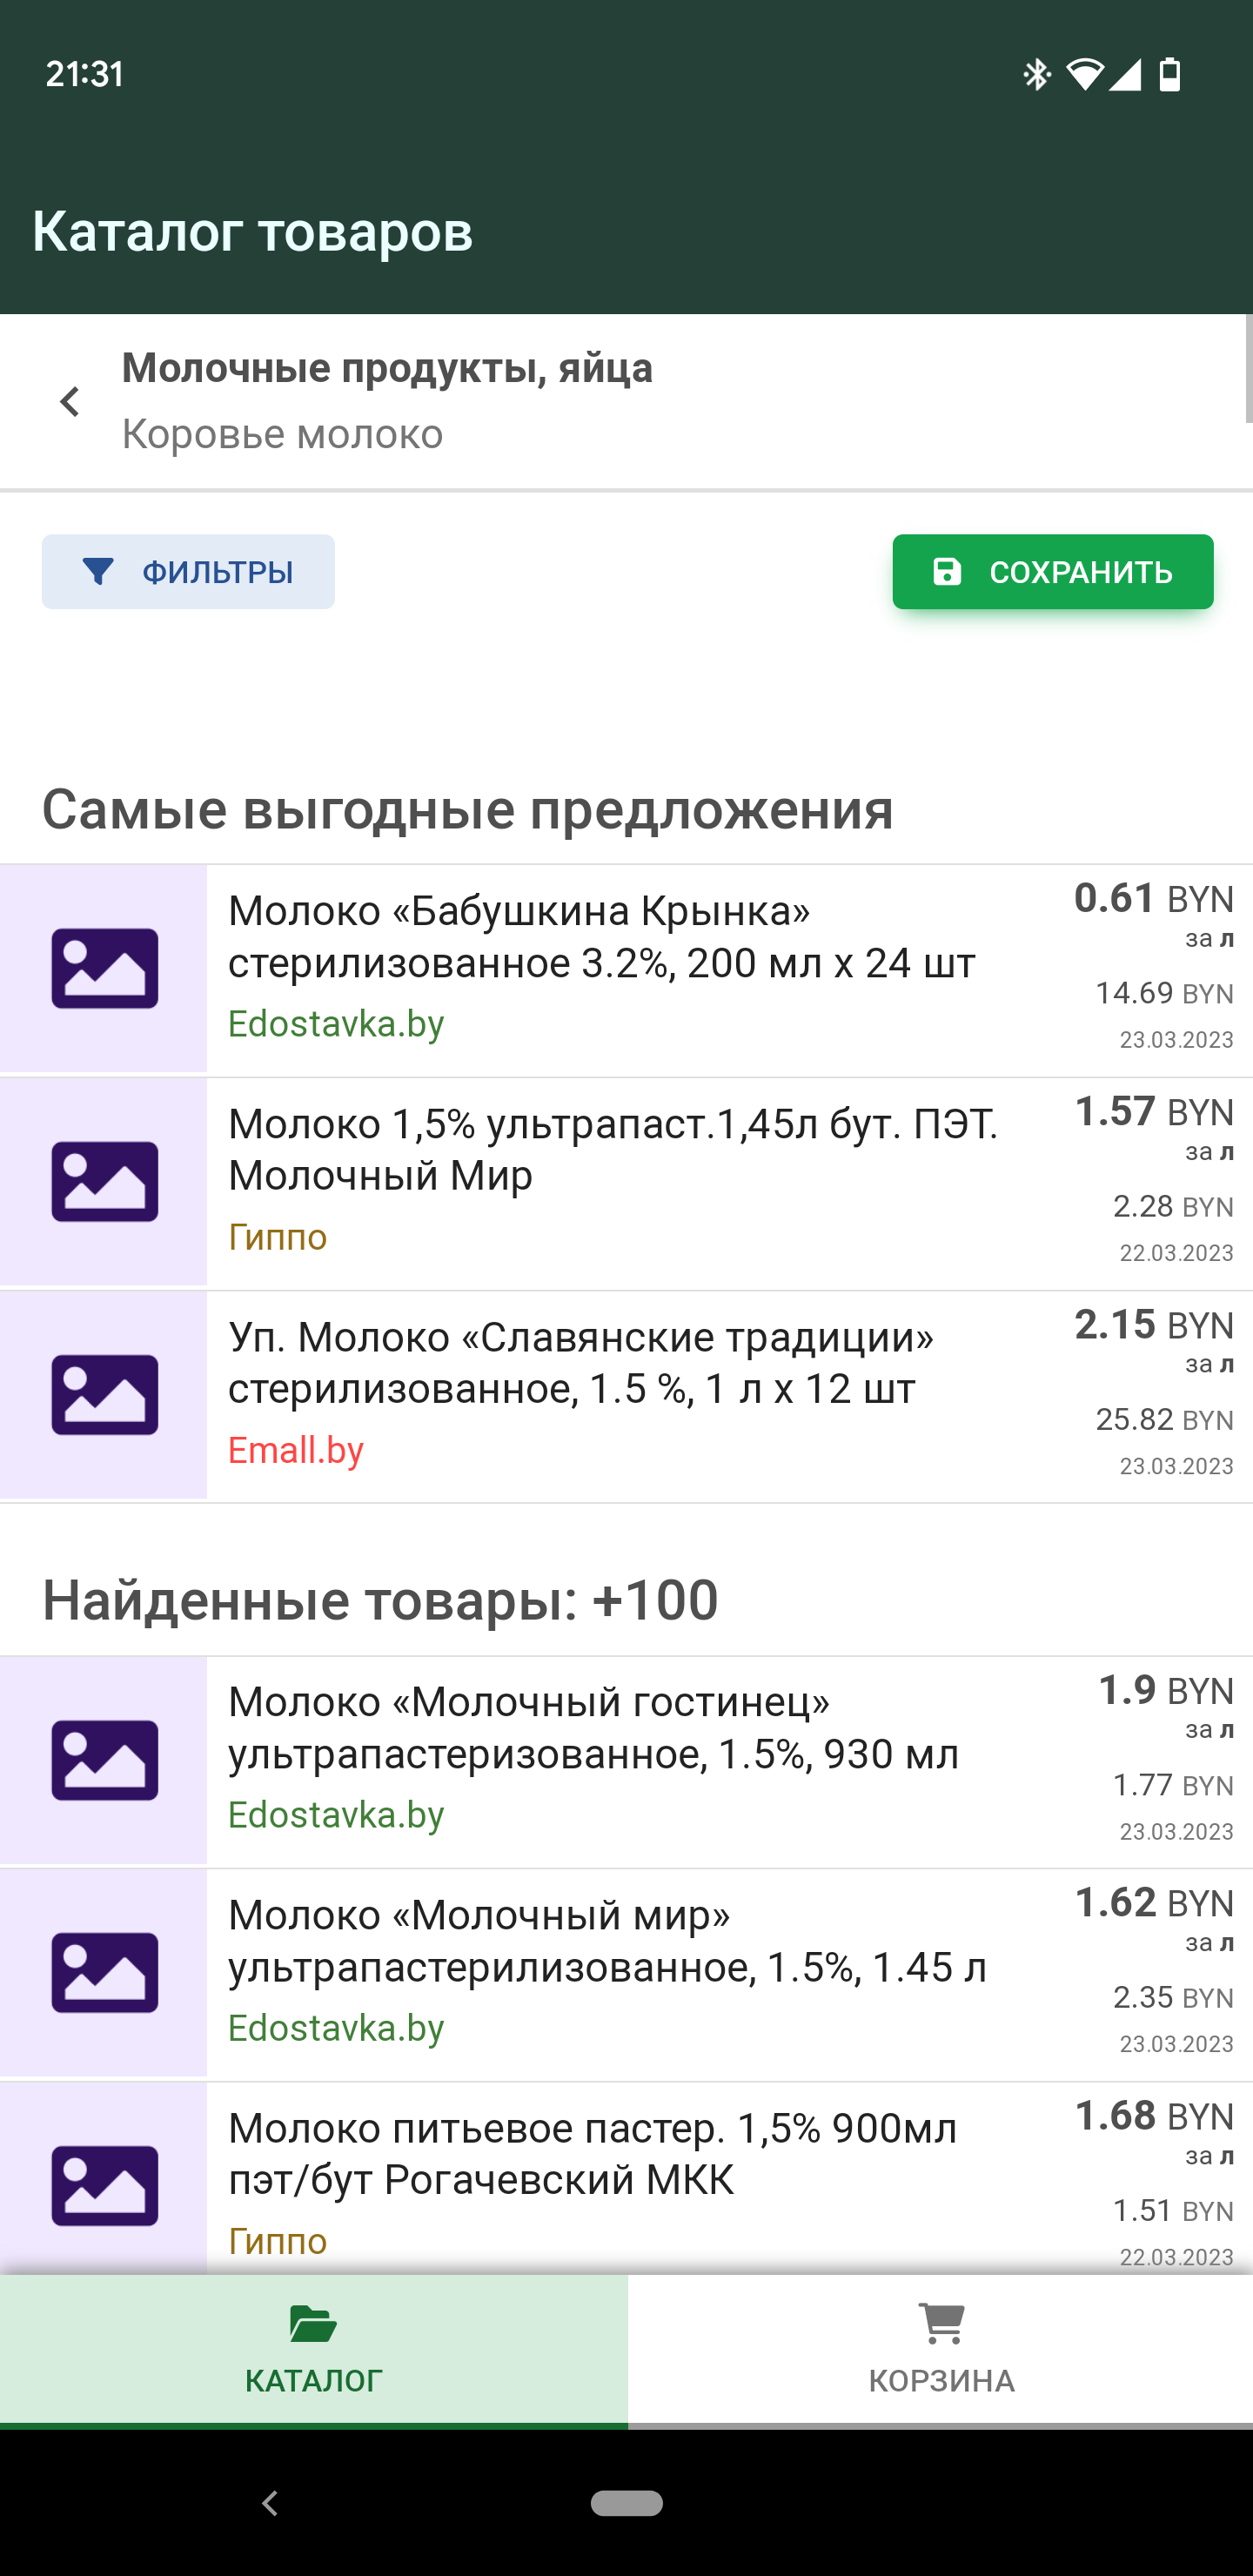 21:31
Каталог товаров
Молочные продукты, яйца
Коровье молоко
ФИЛЬТРЫ
СОХРАНИТЬ
Самые выгодные предложения
Молоко «Бабушкина Крынка»
стерилизованное 3.2%, 200 мл х 24 шт
Edostavka.by
0.61 BYN
за л
14.69 BYN
23.03.2023
Молоко 1,5% ультрапаст.1,45л бут. ПЭТ.
Молочный Мир
Гиппо
1.57 BYN
за л
2.28 BYN
22.03.2023
Уп. Молоко «Славянские традиции»
стерилизованное, 1.5 %, 1 л х 12 шт
Emall.by
2.15 BYN
за л
25.82 BYN
23.03.2023
Найденные товары: +100
Молоко «Молочный гостинец»
ультрапастеризованное, 1.5%, 930 мл
Edostavka.by
1.9 BYN
за л
1.77 BYN
23.03.2023
Молоко «Молочный мир»
ультрапастерилизованное, 1.5%, 1.45 л
Edostavka.by
1.62 BYN
за л
2.35 BYN
23.03.2023
Молоко питьевое пастер. 1,5% 900мл
пэт/бут Рогачевский МКК
Гиппо
1.68 BYN
за л
1.51 BYN
22.03.2023
КАТАЛОГ
КОРЗИНА